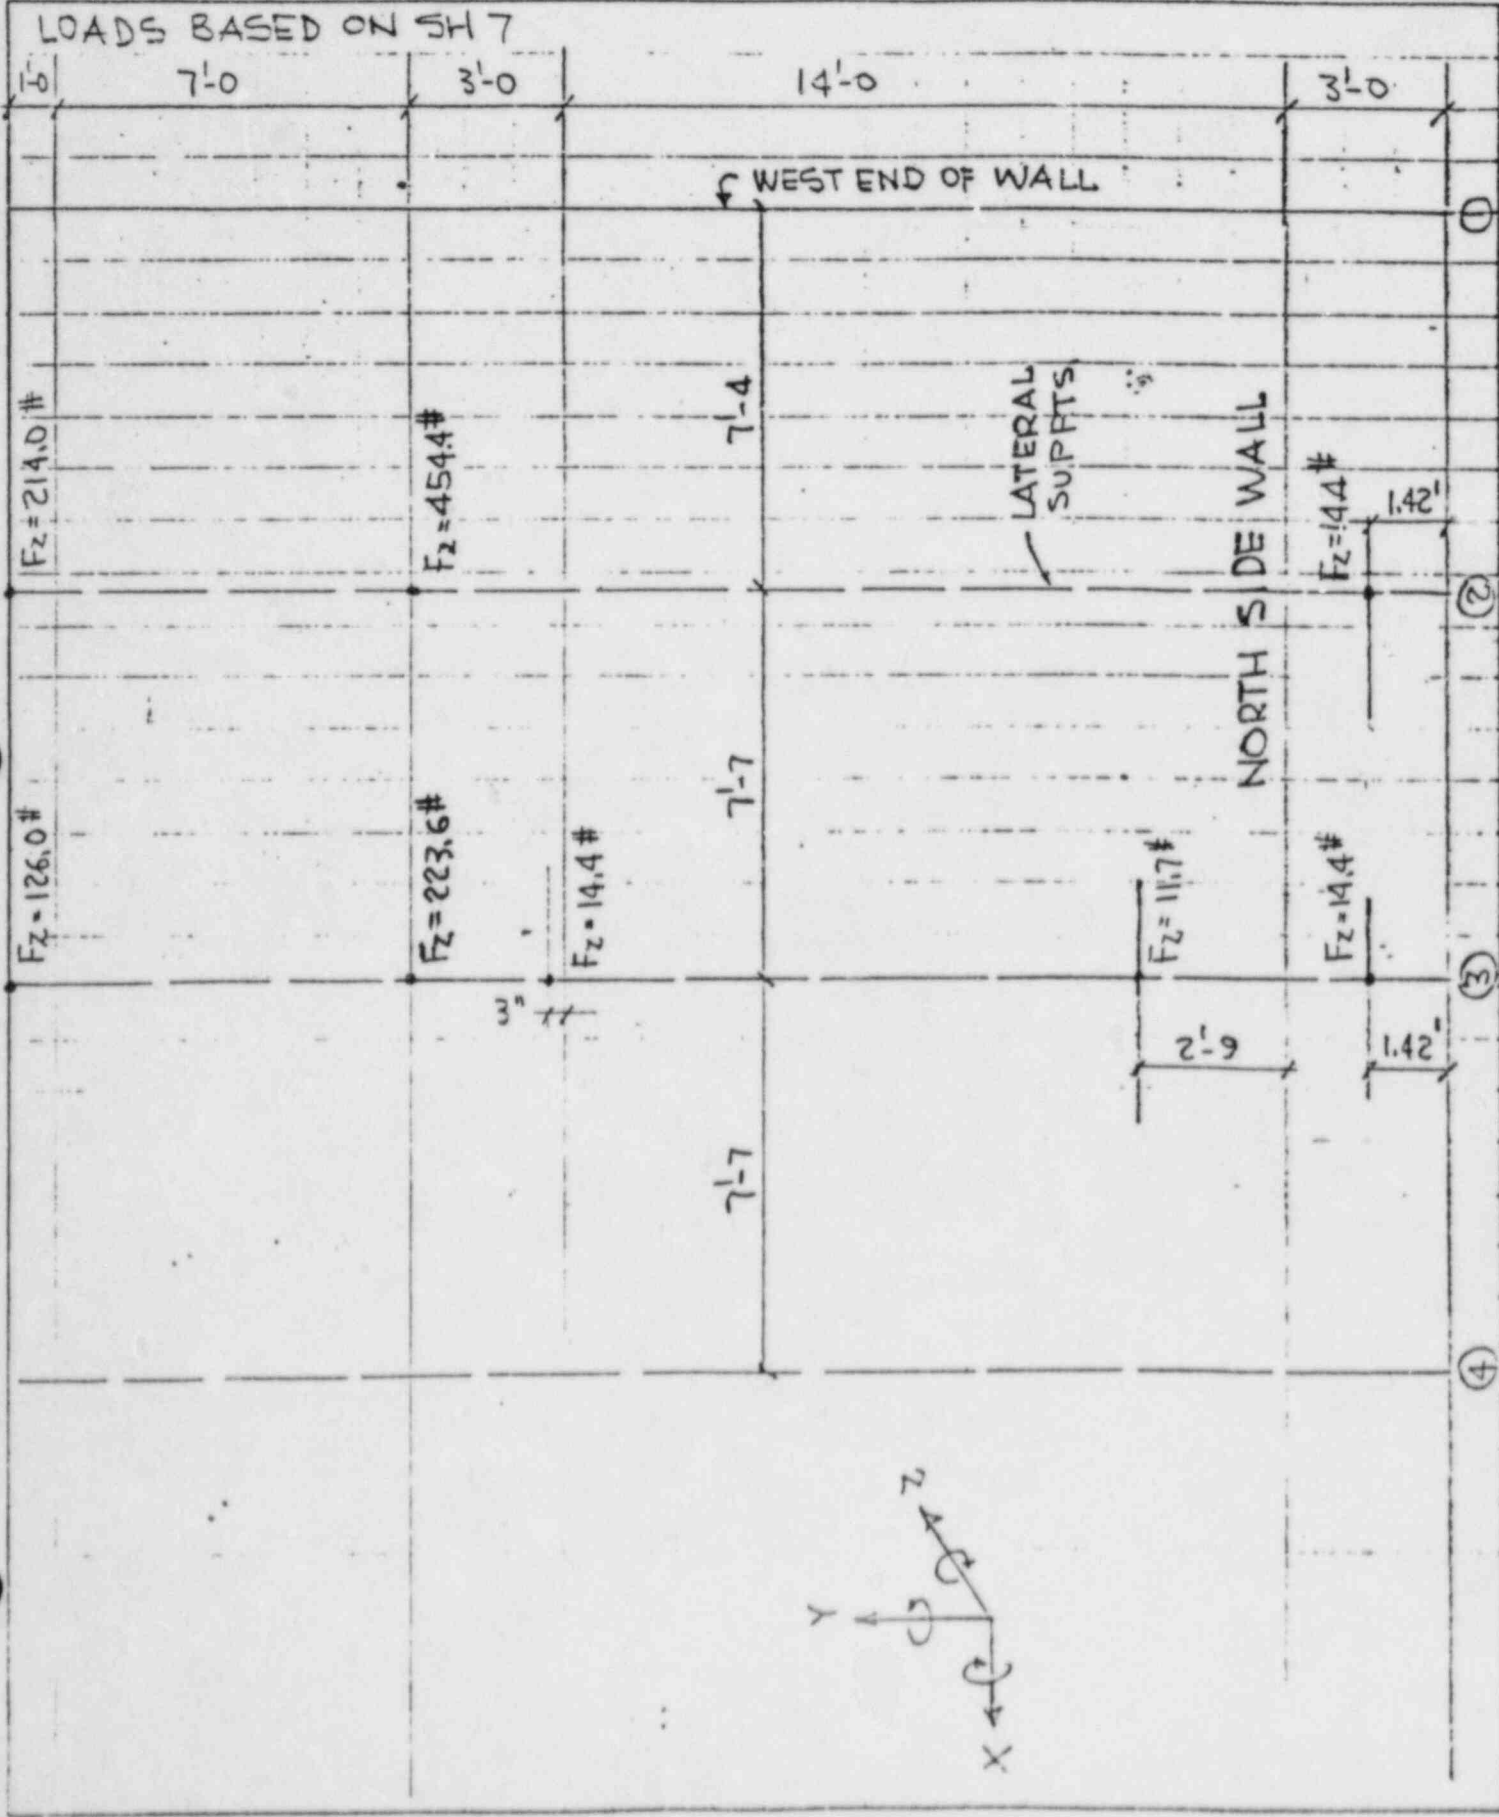 LOADS BASED ON SH 7
1'-0
7'-0
3'-0
14'-0
3'-0
WEST END OF WALL
1
Fz=214.0#
Fz=454.4#
7'-4
LATERAL
SUPRTS
NORTH SIDE WALL
Fz=14.4#
1.42'
2
Fz=126.0#
Fz=223.6#
Fz=14.4#
7'-7
Fz=11.7#
Fz=14.4#
3
3"
2'-9
1.42'
7'-7
4
X
Y
Z